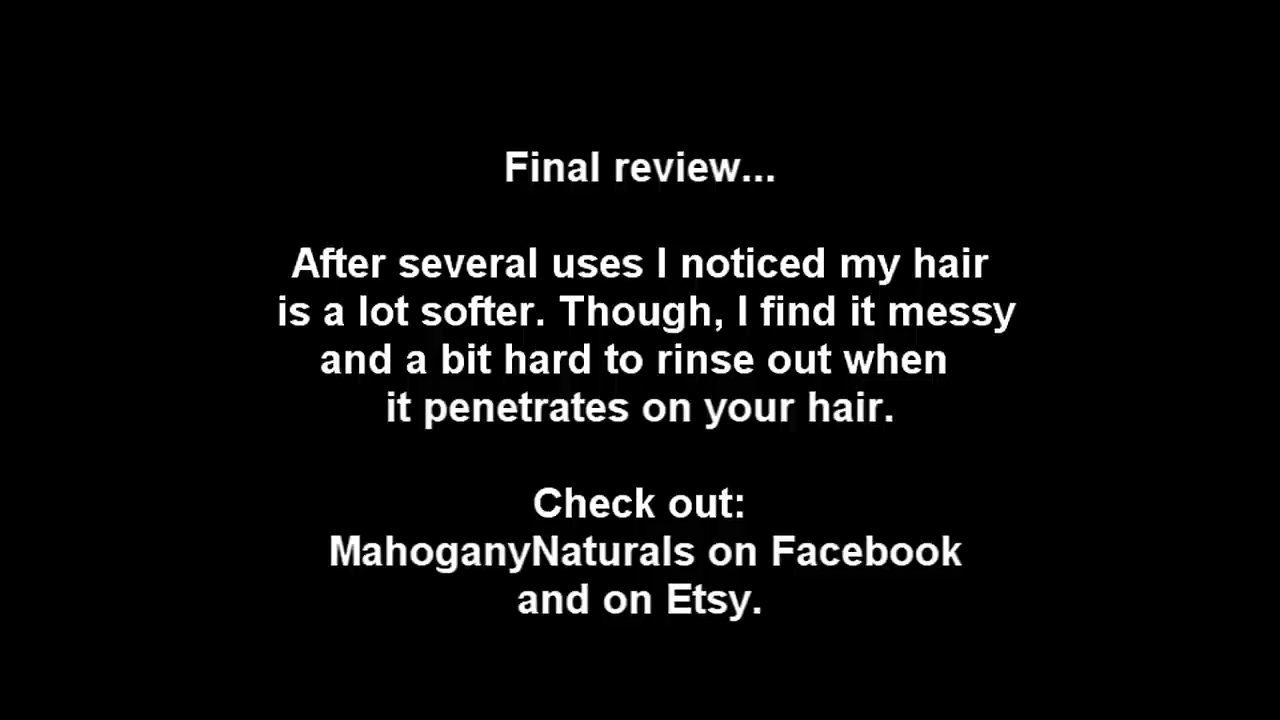 Final review...
After several uses I noticed my hair
is a lot softer. Though, I find it messy
and a bit hard to rinse out when
it penetrates on your hair.
Check out:
MahoganyNaturals on Facebook
and on Etsy.